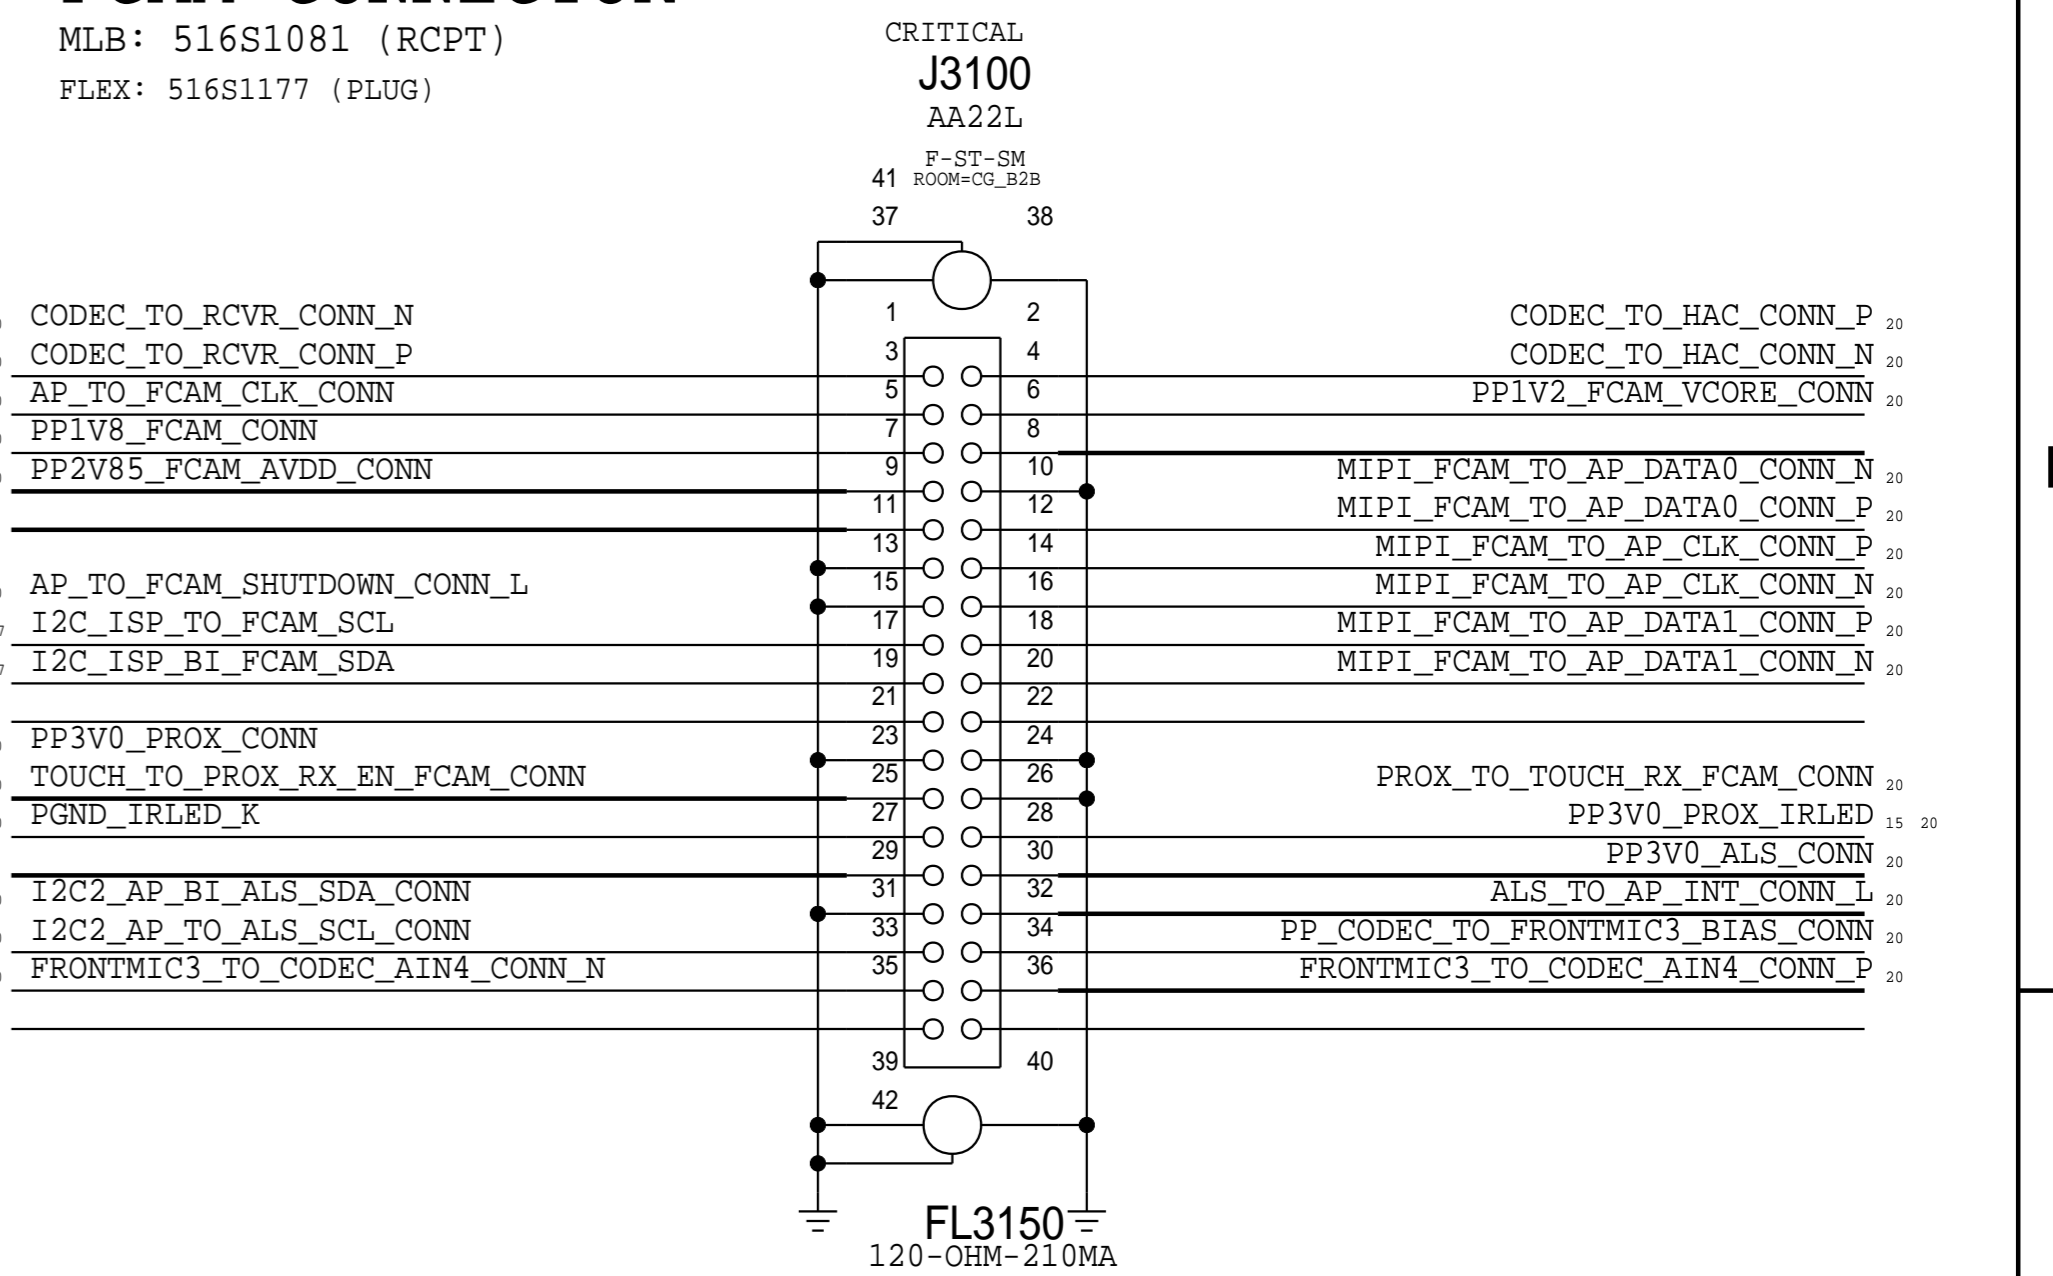 MLB: 516S1081 (RCPT)
FLEX: 516S1177 (PLUG)
CRITICAL
J3100
AA22L
F-ST-SM
41 ROOM=CG_B2B
37 38
CODEC_TO_RCVR_CONN_N 1 2 CODEC_TO_HAC_CONN_P 20
CODEC_TO_RCVR_CONN_P 3 4 CODEC_TO_HAC_CONN_N 20
AP_TO_FCAM_CLK_CONN 5 6 PP1V2_FCAM_VCORE_CONN 20
PP1V8_FCAM_CONN 7 8
PP2V85_FCAM_AVDD_CONN 9 10 MIPI_FCAM_TO_AP_DATA0_CONN_N 20
11 12 MIPI_FCAM_TO_AP_DATA0_CONN_P 20
13 14 MIPI_FCAM_TO_AP_CLK_CONN_P 20
AP_TO_FCAM_SHUTDOWN_CONN_L 15 16 MIPI_FCAM_TO_AP_CLK_CONN_N 20
I2C_ISP_TO_FCAM_SCL 17 18 MIPI_FCAM_TO_AP_DATA1_CONN_P 20
I2C_ISP_BI_FCAM_SDA 19 20 MIPI_FCAM_TO_AP_DATA1_CONN_N 20
21 22
PP3V0_PROX_CONN 23 24
TOUCH_TO_PROX_RX_EN_FCAM_CONN 25 26 PROX_TO_TOUCH_RX_FCAM_CONN 20
PGND_IRLED_K 27 28 PP3V0_PROX_IRLED 15 20
29 30 PP3V0_ALS_CONN 20
I2C2_AP_BI_ALS_SDA_CONN 31 32 ALS_TO_AP_INT_CONN_L 20
I2C2_AP_TO_ALS_SCL_CONN 33 34 PP_CODEC_TO_FRONTMIC3_BIAS_CONN 20
FRONTMIC3_TO_CODEC_AIN4_CONN_N 35 36 FRONTMIC3_TO_CODEC_AIN4_CONN_P 20
39 40
42
FL3150
120-OHM-210MA